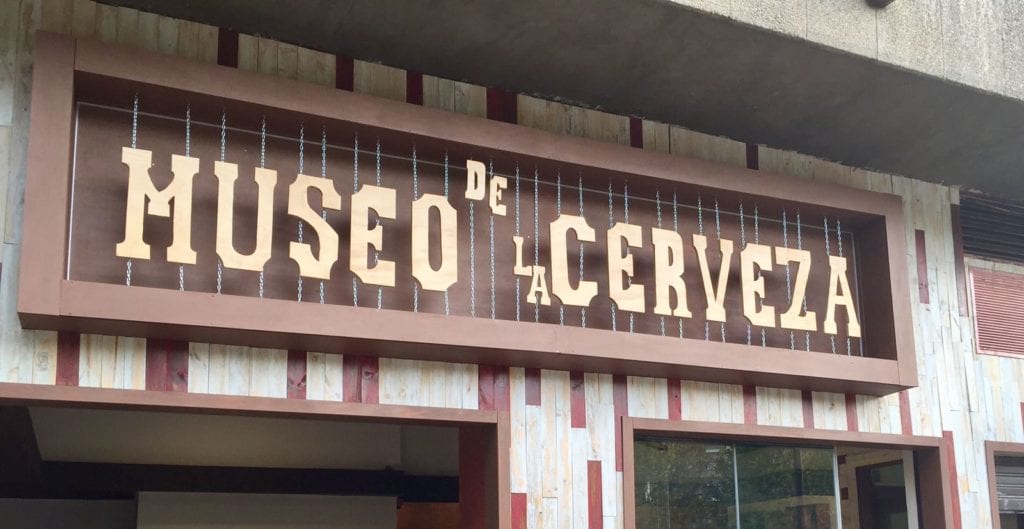 MUSEO DE LA CERVEZA